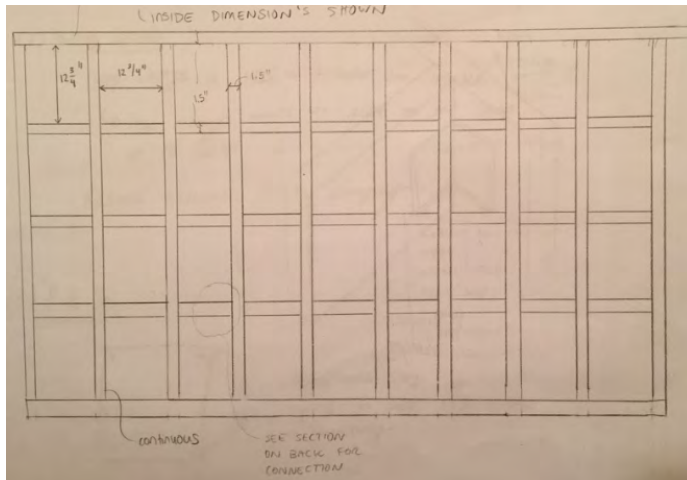 (INSIDE DIMENSION'S SHOWN
12 3/4"
12 3/4"
1.5"
1.5"
continuous
SEE SECTION
ON BACK FOR
CONNECTION